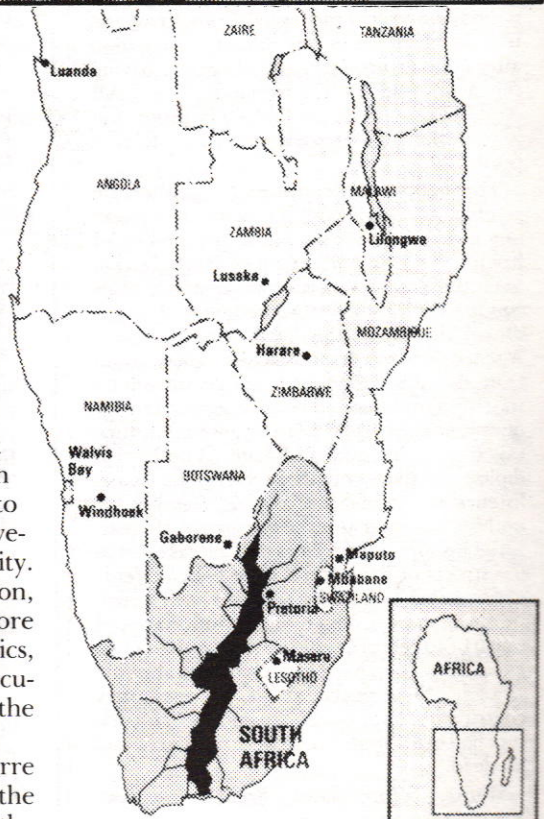 ZAIRE
TANZANIA
Luanda
ANGOLA
MALAWI
ZAMBIA
Lilongwe
Lusaka
MOZAMBIQUE
Harare
ZIMBABWE
NAMIBIA
Walvis
Bay
BOTSWANA
Windhoek
Gaborone
Maputo
Mbabane
SWAZILAND
Pretoria
Maseru
LESOTHO
SOUTH
AFRICA
AFRICA
n
to
ve-
ity.
on,
ore
ics,
cu-
the
rre
the